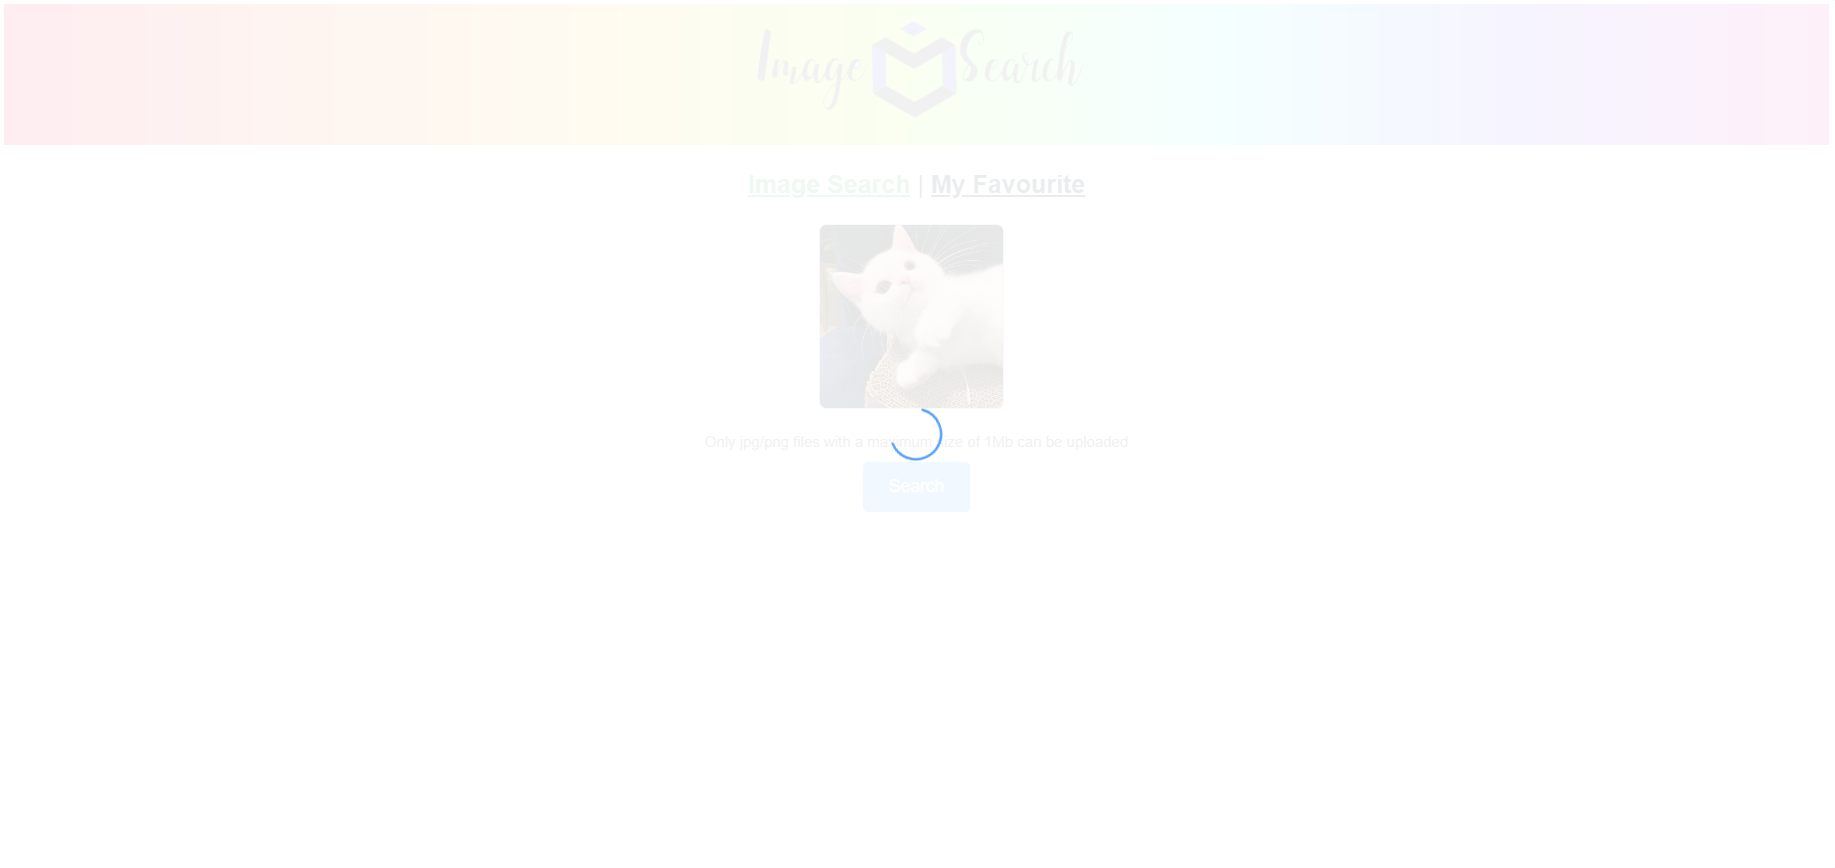 Image Search
Image Search | My Favourite
Only jpg/png files with a maximum size of 1Mb can be uploaded
Search